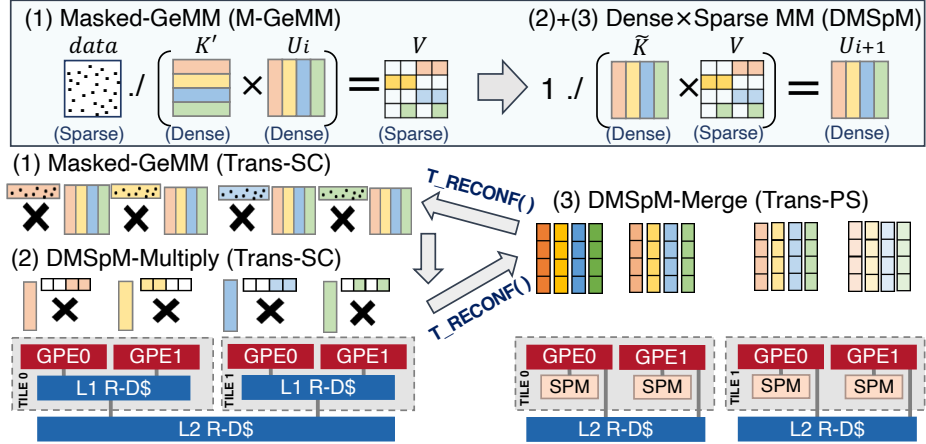 (1) Masked-GeMM (M-GeMM)
(2)+(3) Dense×Sparse MM (DMSpM)
data ./ ( K′ × Ui ) = V
1 ./ ( K̃ × V ) = Ui+1
(Sparse) (Dense) (Dense) (Sparse)
(Dense) (Sparse) (Dense)
(1) Masked-GeMM (Trans-SC)
T_RECONF()
(3) DMSpM-Merge (Trans-PS)
(2) DMSpM-Multiply (Trans-SC)
T_RECONF()
TILE 0
GPE0 GPE1
L1 R-D$
TILE 1
GPE0 GPE1
L1 R-D$
L2 R-D$
TILE 0
GPE0 GPE1
SPM SPM
TILE 1
GPE0 GPE1
SPM SPM
L2 R-D$